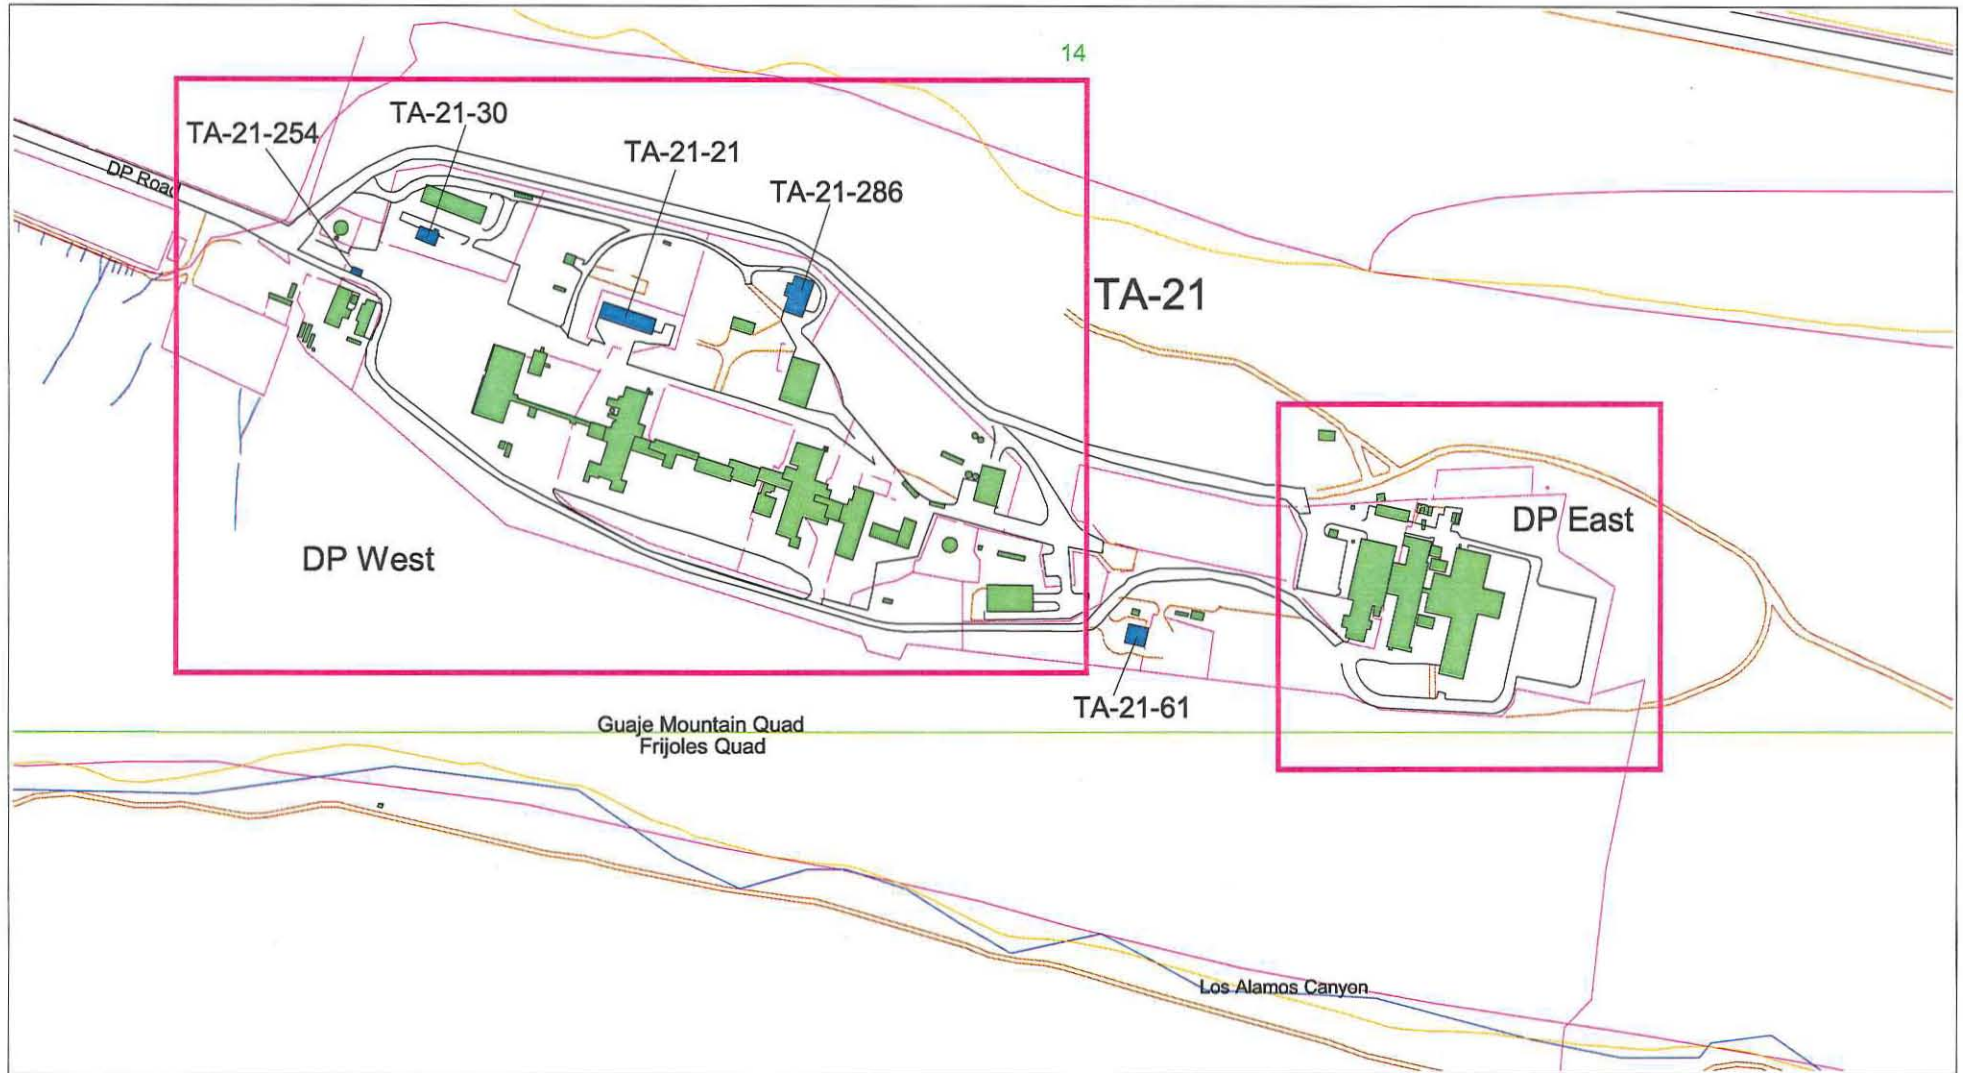 14
TA-21-30
TA-21-254
TA-21-21
DP Road
TA-21-286
TA-21
DP East
DP West
TA-21-61
Guaje Mountain Quad
Frijoles Quad
Los Alamos Canyon